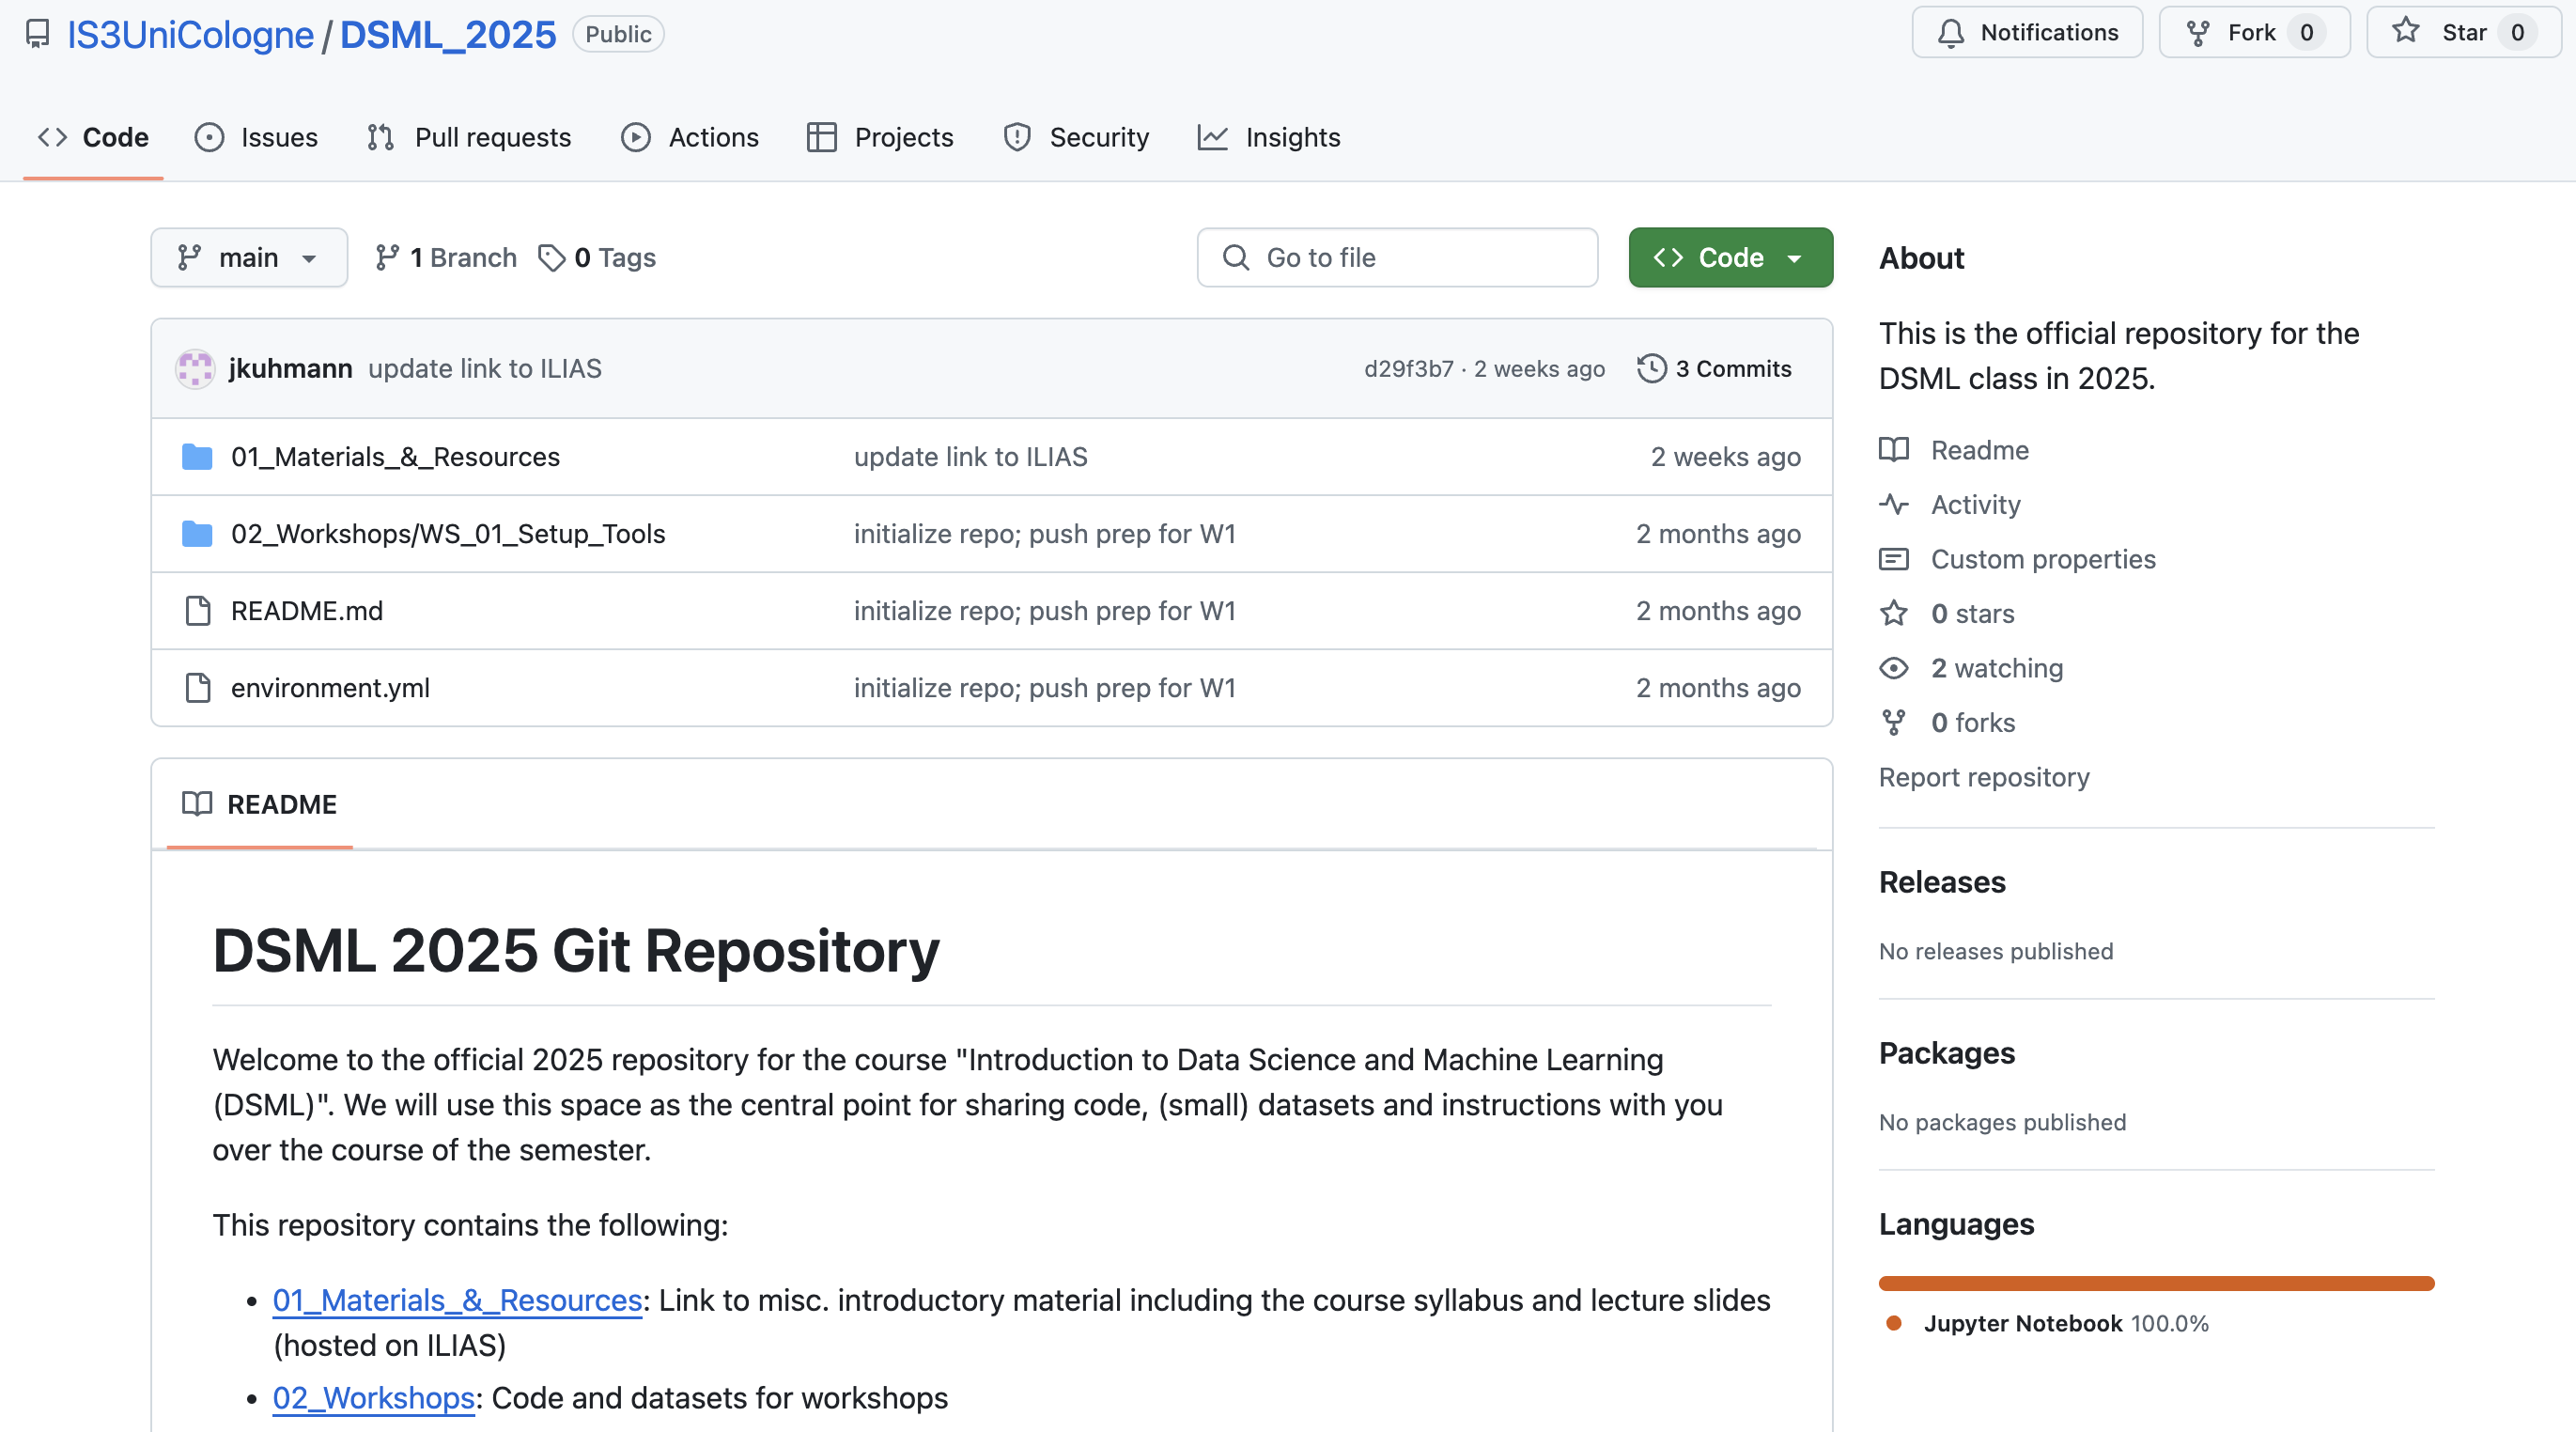 IS3UniCologne / DSML_2025 Public
Notifications Fork 0 Star 0
Code Issues Pull requests Actions Projects Security Insights
main 1 Branch 0 Tags Go to file Code
jkuhmann update link to ILIAS d29f3b7 · 2 weeks ago 3 Commits
01_Materials_&_Resources update link to ILIAS 2 weeks ago
02_Workshops/WS_01_Setup_Tools initialize repo; push prep for W1 2 months ago
README.md initialize repo; push prep for W1 2 months ago
environment.yml initialize repo; push prep for W1 2 months ago
README
DSML 2025 Git Repository
Welcome to the official 2025 repository for the course "Introduction to Data Science and Machine Learning
(DSML)". We will use this space as the central point for sharing code, (small) datasets and instructions with you
over the course of the semester.
This repository contains the following:
• 01_Materials_&_Resources: Link to misc. introductory material including the course syllabus and lecture slides
(hosted on ILIAS)
• 02_Workshops: Code and datasets for workshops
About
This is the official repository for the
DSML class in 2025.
Readme
Activity
Custom properties
0 stars
2 watching
0 forks
Report repository
Releases
No releases published
Packages
No packages published
Languages
Jupyter Notebook 100.0%